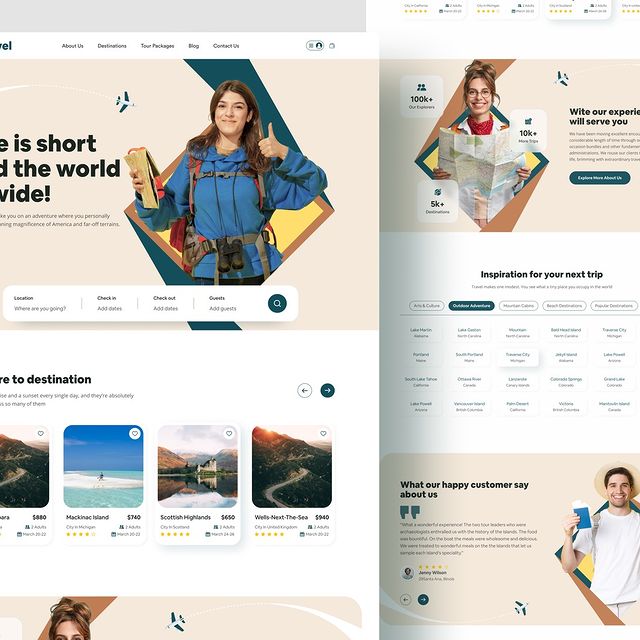 vel
About Us
Destinations
Tour Packages
Blog
Contact Us
e is short
d the world
wide!
ke you on an adventure where you personally
ning magnificence of America and far-off terrains.
Location
Where are you going?
Check in
Add dates
Check out
Add dates
Guests
Add guests
re to destination
rise and a sunset every single day, and they're absolutely
s so many of them
ara
$880
2 Adults
March 20-22
Mackinac Island
$740
City in Michigan
2 Adults
March 20-22
Scottish Highlands
$650
City in Scotland
2 Adults
March 24-26
Wells-Next-The-Sea
$940
City in United Kingdom
2 Adults
March 20-22
City in California
2 Adults
March 20-22
City in Michigan
2 Adults
March 20-22
City in Scotland
2 Adults
100k+
Our Explorers
10k+
More Trips
5k+
Destinations
Write our experie
will serve you
We have been moving excellent encou
considerable length of time through ou
occasion bundles and other fundamen
life, brimming with extraordinary trave
Explore More About Us
Inspiration for your next trip
Travel makes one modest. You see what a tiny place you occupy in the world
Arts & Culture
Outdoor Adventure
Mountain Cabins
Beach Destinations
Popular Destinations
Lake Martin
Alabama
Lake Gaston
North Carolina
Mountain
North Carolina
Bald Head Island
North Carolina
Traverse City
Michigan
Portland
Maine
South Portland
Maine
Traverse City
Michigan
Jekyll Island
Alabama
Lake Powell
Arizona
South Lake Tahoe
California
Ottawa River
Canada
Lanzarote
Canary Islands
Colorado Springs
Colorado
Grand Lake
Colorado
Lake Powell
Arizona
Vancouver Island
British Columbia
Palm Desert
California
Victoria
British Columbia
Manitoulin Island
Canada
What our happy customer say
about us
"What a wonderful experience! The two tour leaders who were
archaeologists enthralled us with the history of the islands. The food
was bountiful. On the boat the meals were wholesome and delicious.
We were treated to wonderful meals on the the islands that let us
sample each island's speciality."
Jenny Wilson